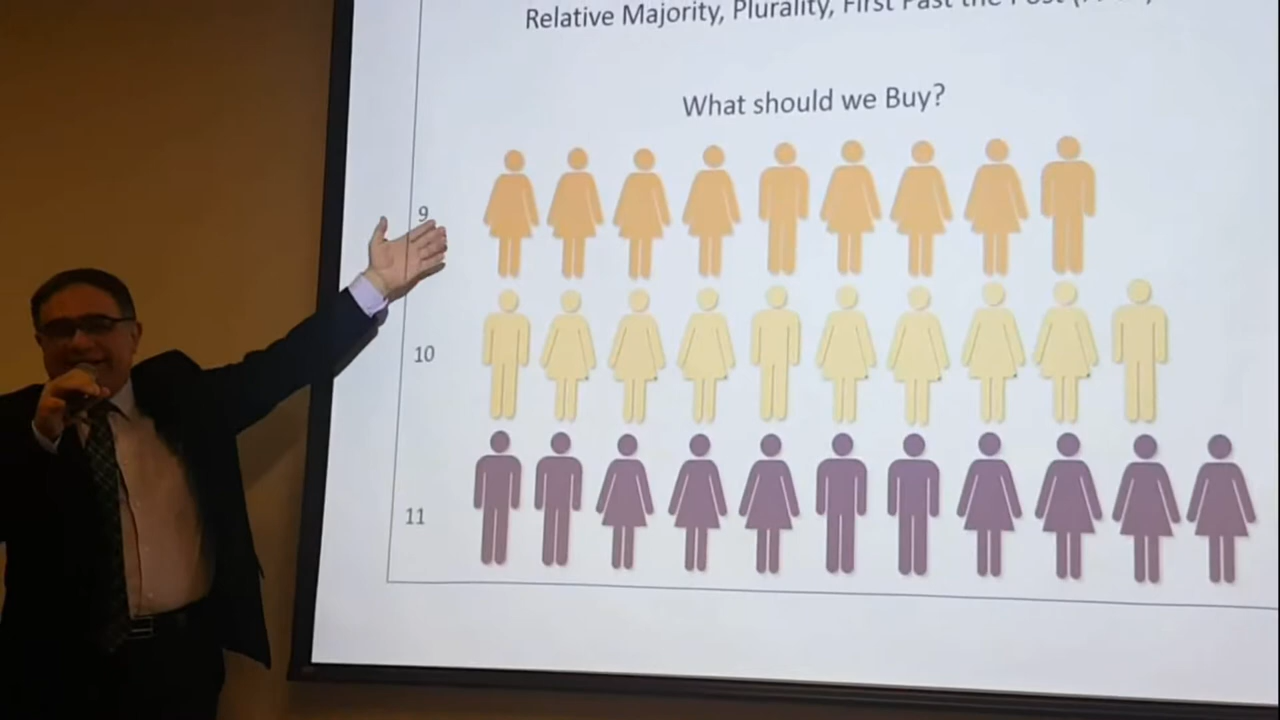 Relative Majority, Plurality, First Past the Post
What should we Buy?
9
10
11